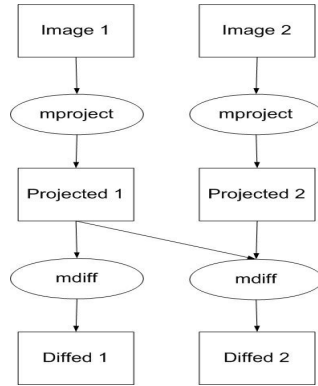 Image 1
Image 2
mproject
mproject
Projected 1
Projected 2
mdiff
mdiff
Diffed 1
Diffed 2